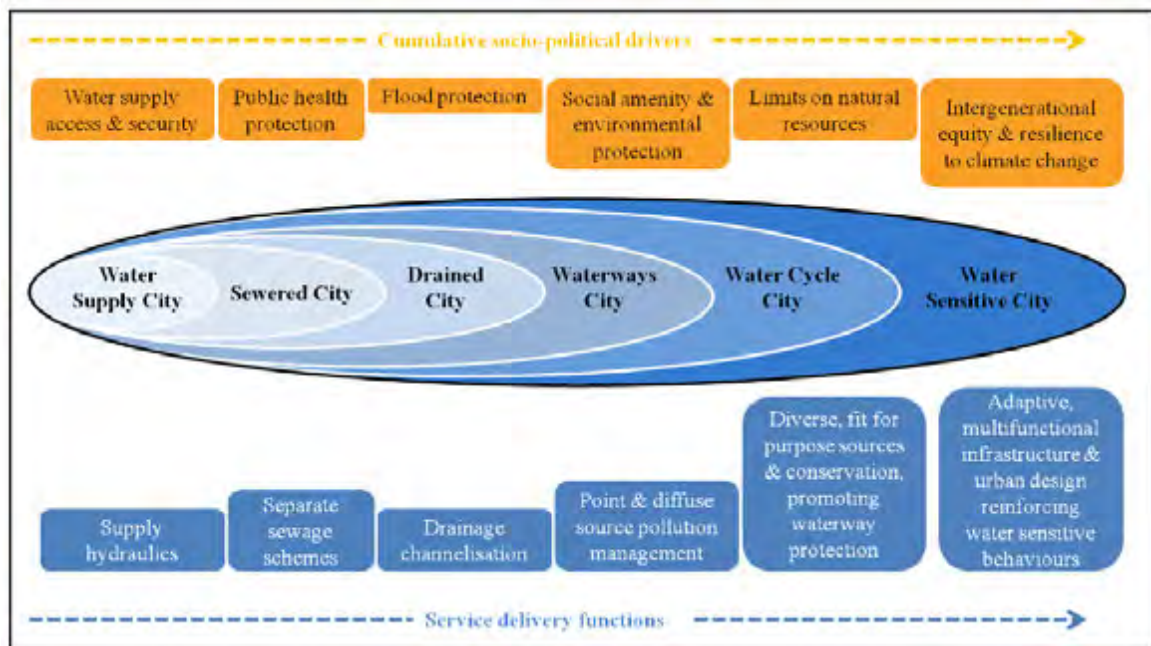 Cumulative socio-political drivers
Water supply
access & security
Public health
protection
Flood protection
Social amenity &
environmental
protection
Limits on natural
resources
Intergenerational
equity & resilience
to climate change
Water
Supply City
Sewered City
Drained
City
Waterways
City
Water Cycle
City
Water
Sensitive City
Supply
hydraulics
Separate
sewage
schemes
Drainage
channelisation
Point & diffuse
source pollution
management
Diverse, fit for
purpose sources
& conservation,
promoting
waterway
protection
Adaptive,
multifunctional
infrastructure &
urban design
reinforcing
water sensitive
behaviours
Service delivery functions